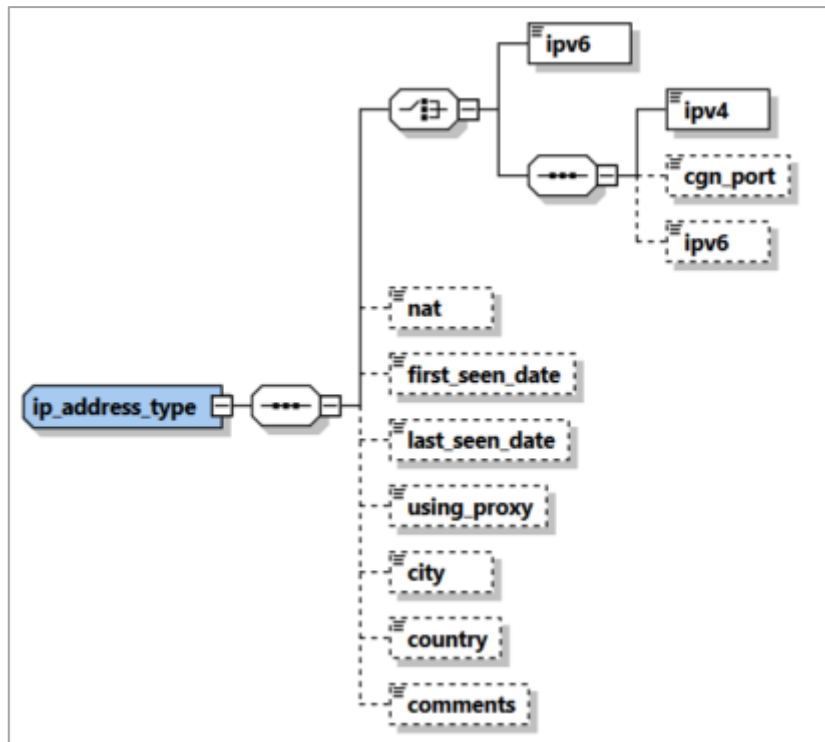 ipv6
ipv4
cgn_port
ipv6
nat
first_seen_date
ip_address_type
last_seen_date
using_proxy
city
country
comments